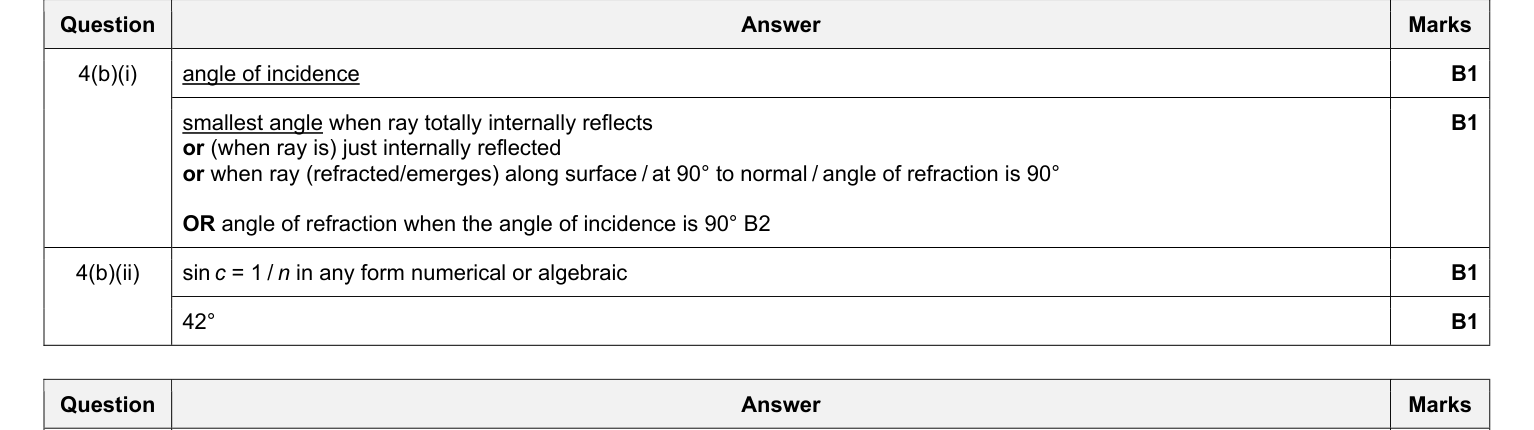 Question Answer Marks
4(b)(i) angle of incidence B1
smallest angle when ray totally internally reflects B1
or (when ray is) just internally reflected
or when ray (refracted/emerges) along surface / at 90° to normal / angle of refraction is 90°
OR angle of refraction when the angle of incidence is 90° B2
4(b)(ii) sin c = 1 / n in any form numerical or algebraic B1
42° B1
Question Answer Marks